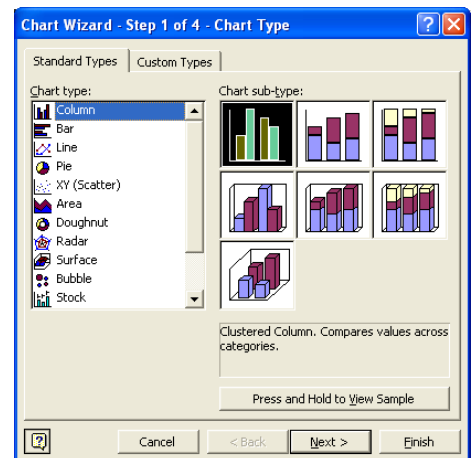 Chart Wizard - Step 1 of 4 - Chart Type
Standard Types
Custom Types
Chart type:
Column
Bar
Line
Pie
XY (Scatter)
Area
Doughnut
Radar
Surface
Bubble
Stock
Chart sub-type:
Clustered Column. Compares values across
categories.
Press and Hold to View Sample
Cancel
< Back
Next >
Finish